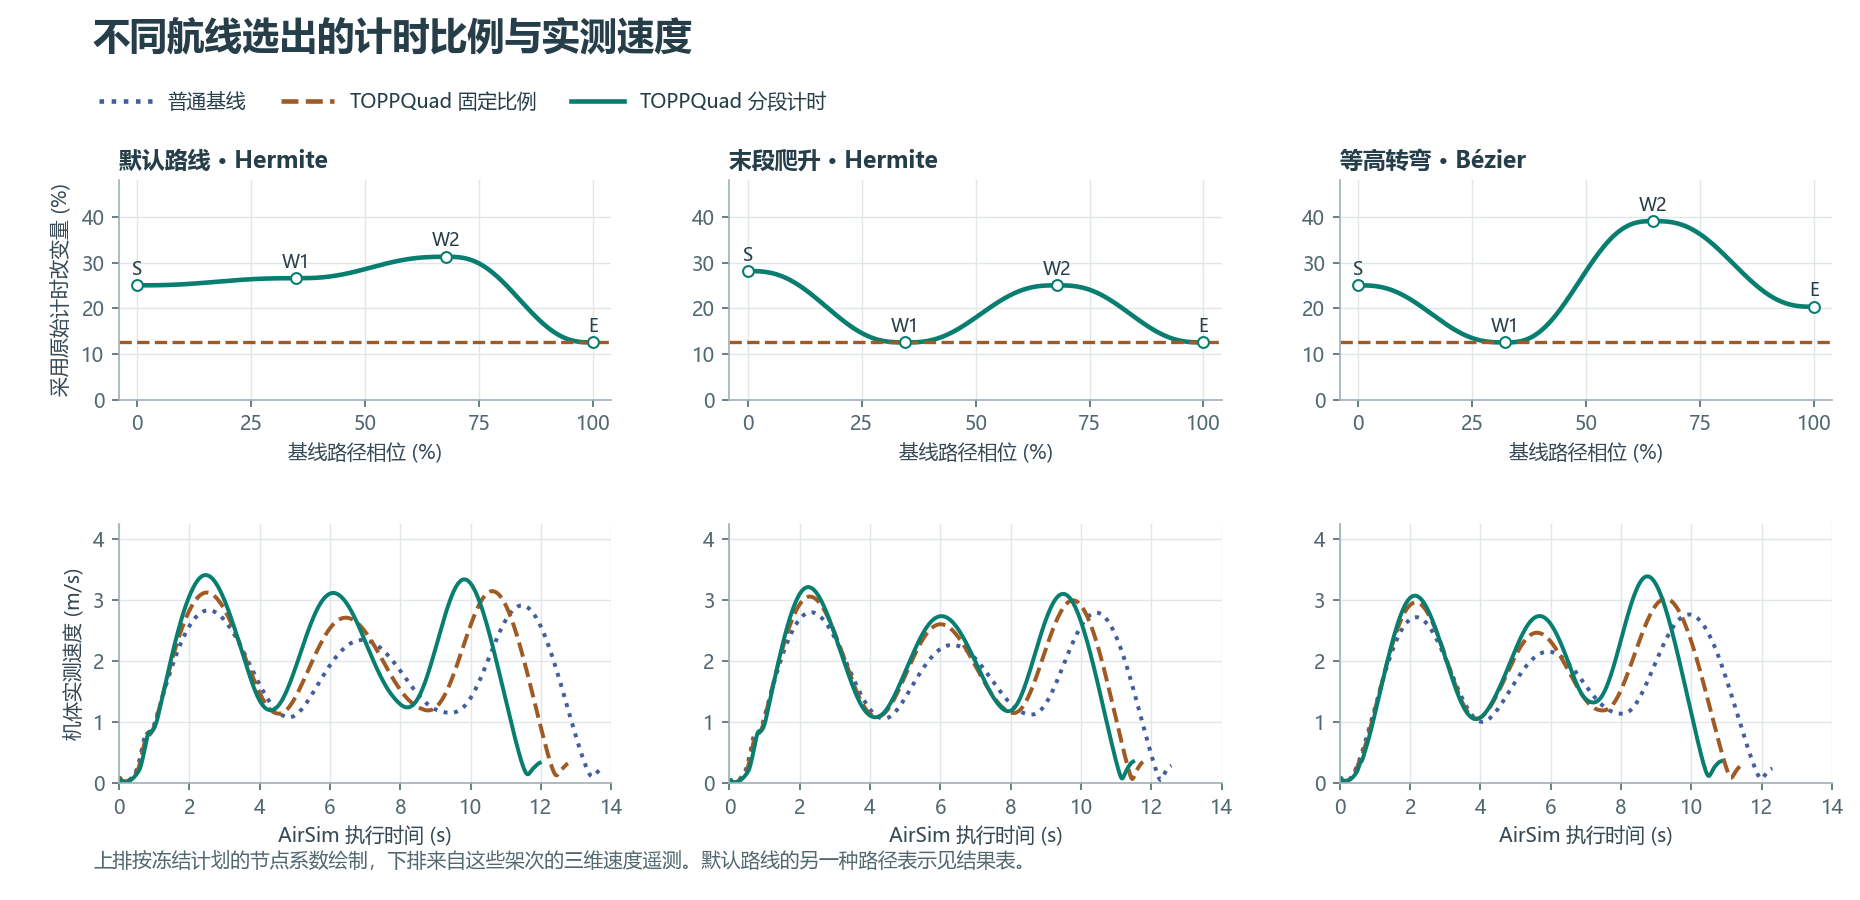 不同航线选出的计时比例与实测速度
普通基线 TOPPQuad 固定比例 TOPPQuad 分段计时
默认路线 • Hermite
采用原始计时改变量 (%)
40
30
20
10
0
S
W1
W2
E
0 25 50 75 100
基线路径相位 (%)
末段爬升 • Hermite
40
30
20
10
0
S
W1
W2
E
0 25 50 75 100
基线路径相位 (%)
等高转弯 • Bézier
40
30
20
10
0
S
W1
W2
E
0 25 50 75 100
基线路径相位 (%)
机体实测速度 (m/s)
4
3
2
1
0
0 2 4 6 8 10 12 14
AirSim 执行时间 (s)
4
3
2
1
0
0 2 4 6 8 10 12 14
AirSim 执行时间 (s)
4
3
2
1
0
0 2 4 6 8 10 12 14
AirSim 执行时间 (s)
上排按冻结计划的节点系数绘制，下排来自这些架次的三维速度遥测。默认路线的另一种路径表示见结果表。